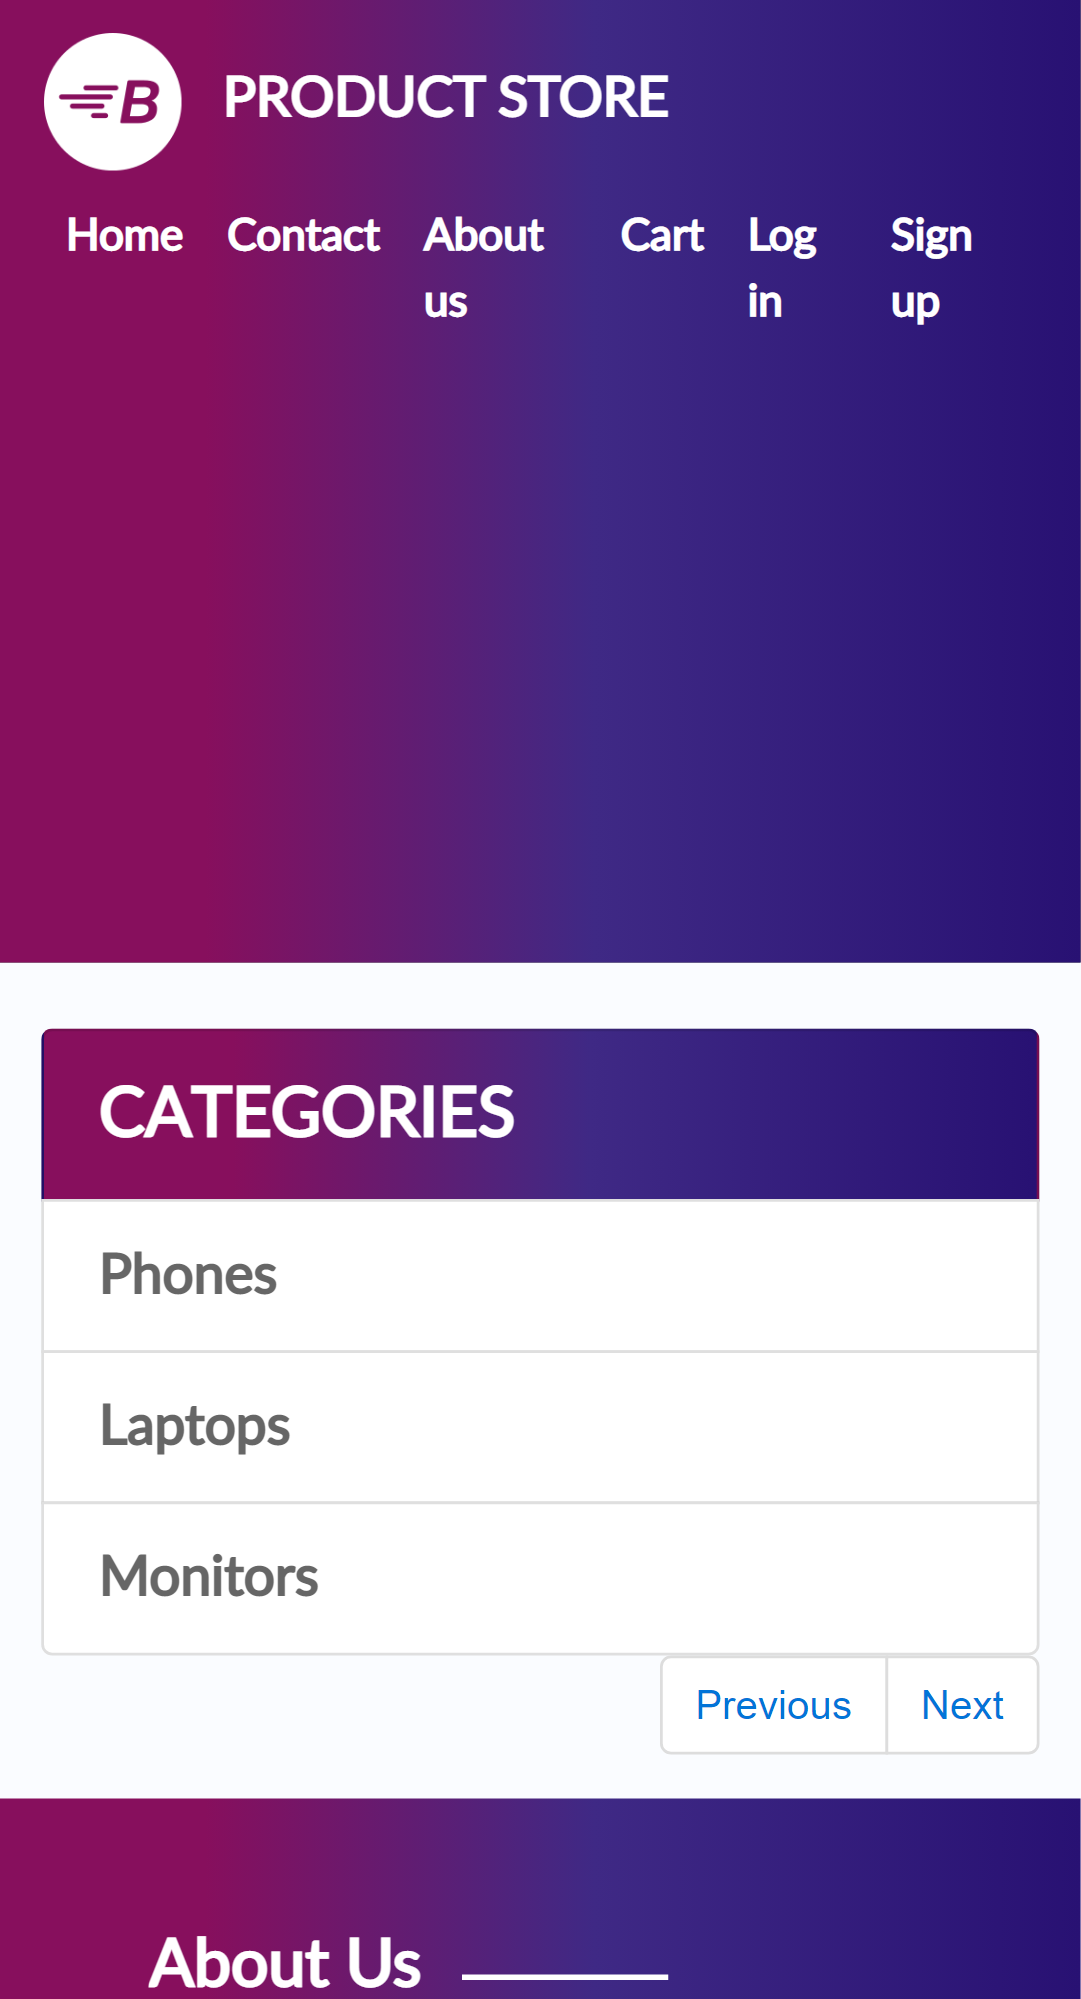 B PRODUCT STORE
Home Contact About us Cart Log in Sign up
CATEGORIES
Phones
Laptops
Monitors
Previous Next
About Us